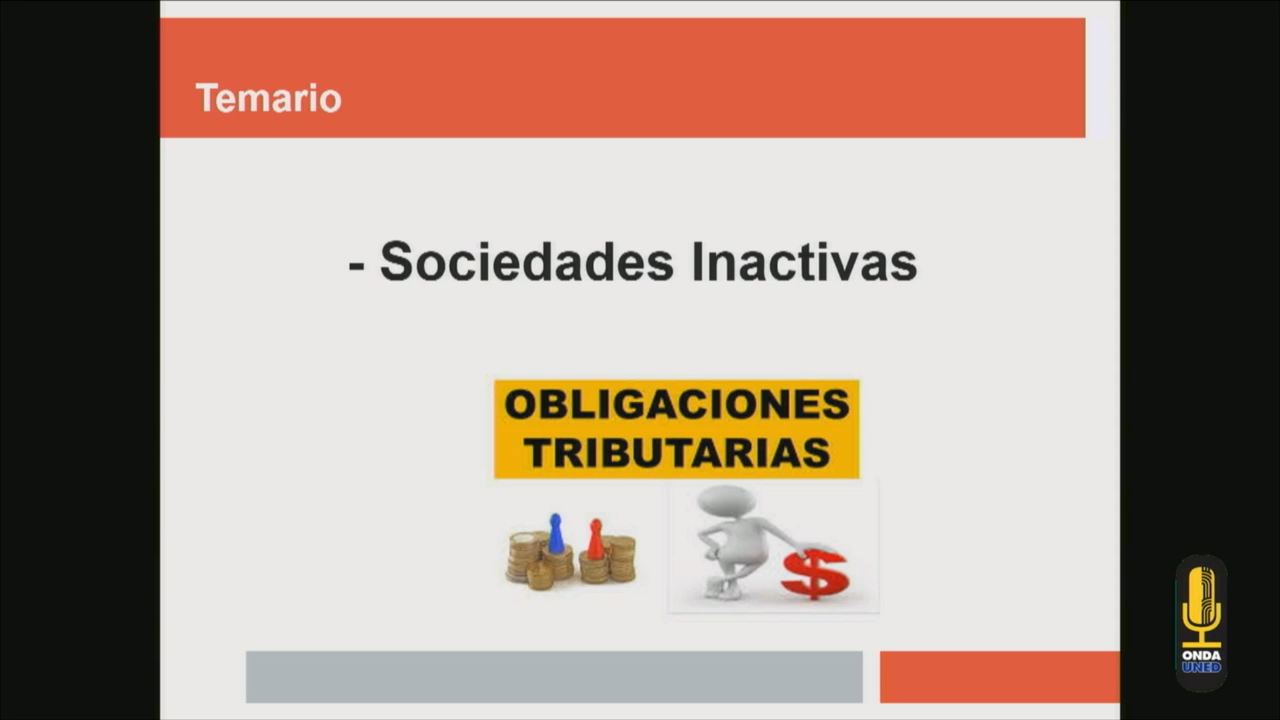 Temario
- Sociedades Inactivas
OBLIGACIONES
TRIBUTARIAS
ONDA
UNED